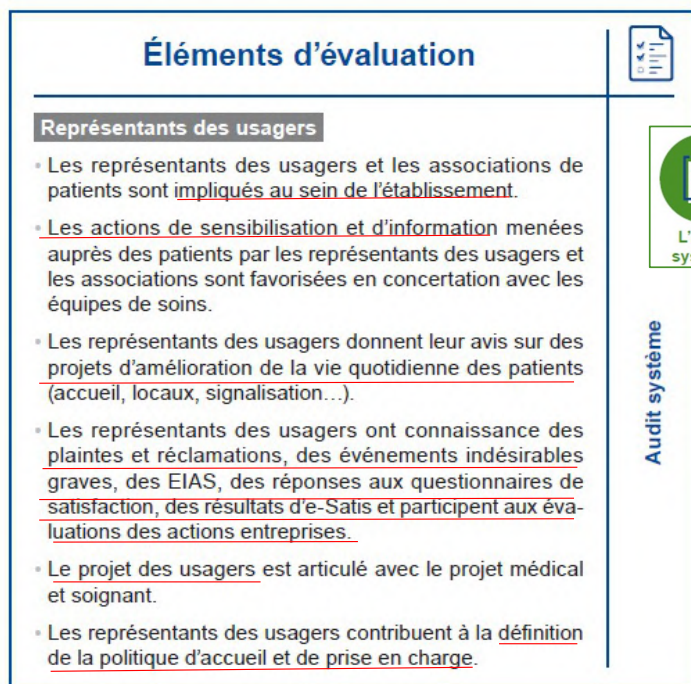 Éléments d’évaluation
Représentants des usagers
• Les représentants des usagers et les associations de
patients sont impliqués au sein de l’établissement.
• Les actions de sensibilisation et d’information menées
auprès des patients par les représentants des usagers et
les associations sont favorisées en concertation avec les
équipes de soins.
• Les représentants des usagers donnent leur avis sur des
projets d’amélioration de la vie quotidienne des patients
(accueil, locaux, signalisation…).
• Les représentants des usagers ont connaissance des
plaintes et réclamations, des événements indésirables
graves, des EIAS, des réponses aux questionnaires de
satisfaction, des résultats d’e-Satis et participent aux éva-
luations des actions entreprises.
• Le projet des usagers est articulé avec le projet médical
et soignant.
• Les représentants des usagers contribuent à la définition
de la politique d’accueil et de prise en charge.
Audit système
L’
sys